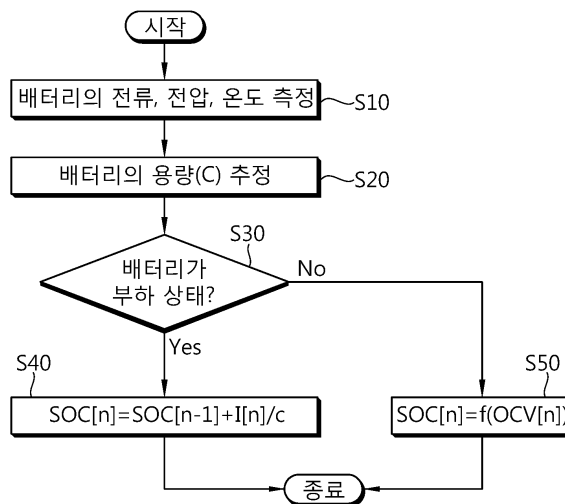 시작
배터리의 전류, 전압, 온도 측정
S10
배터리의 용량(C) 추정
S20
S30
배터리가
부하 상태?
No
Yes
S40
SOC[n]=SOC[n-1]+I[n]/c
S50
SOC[n]=f(OCV[n])
종료